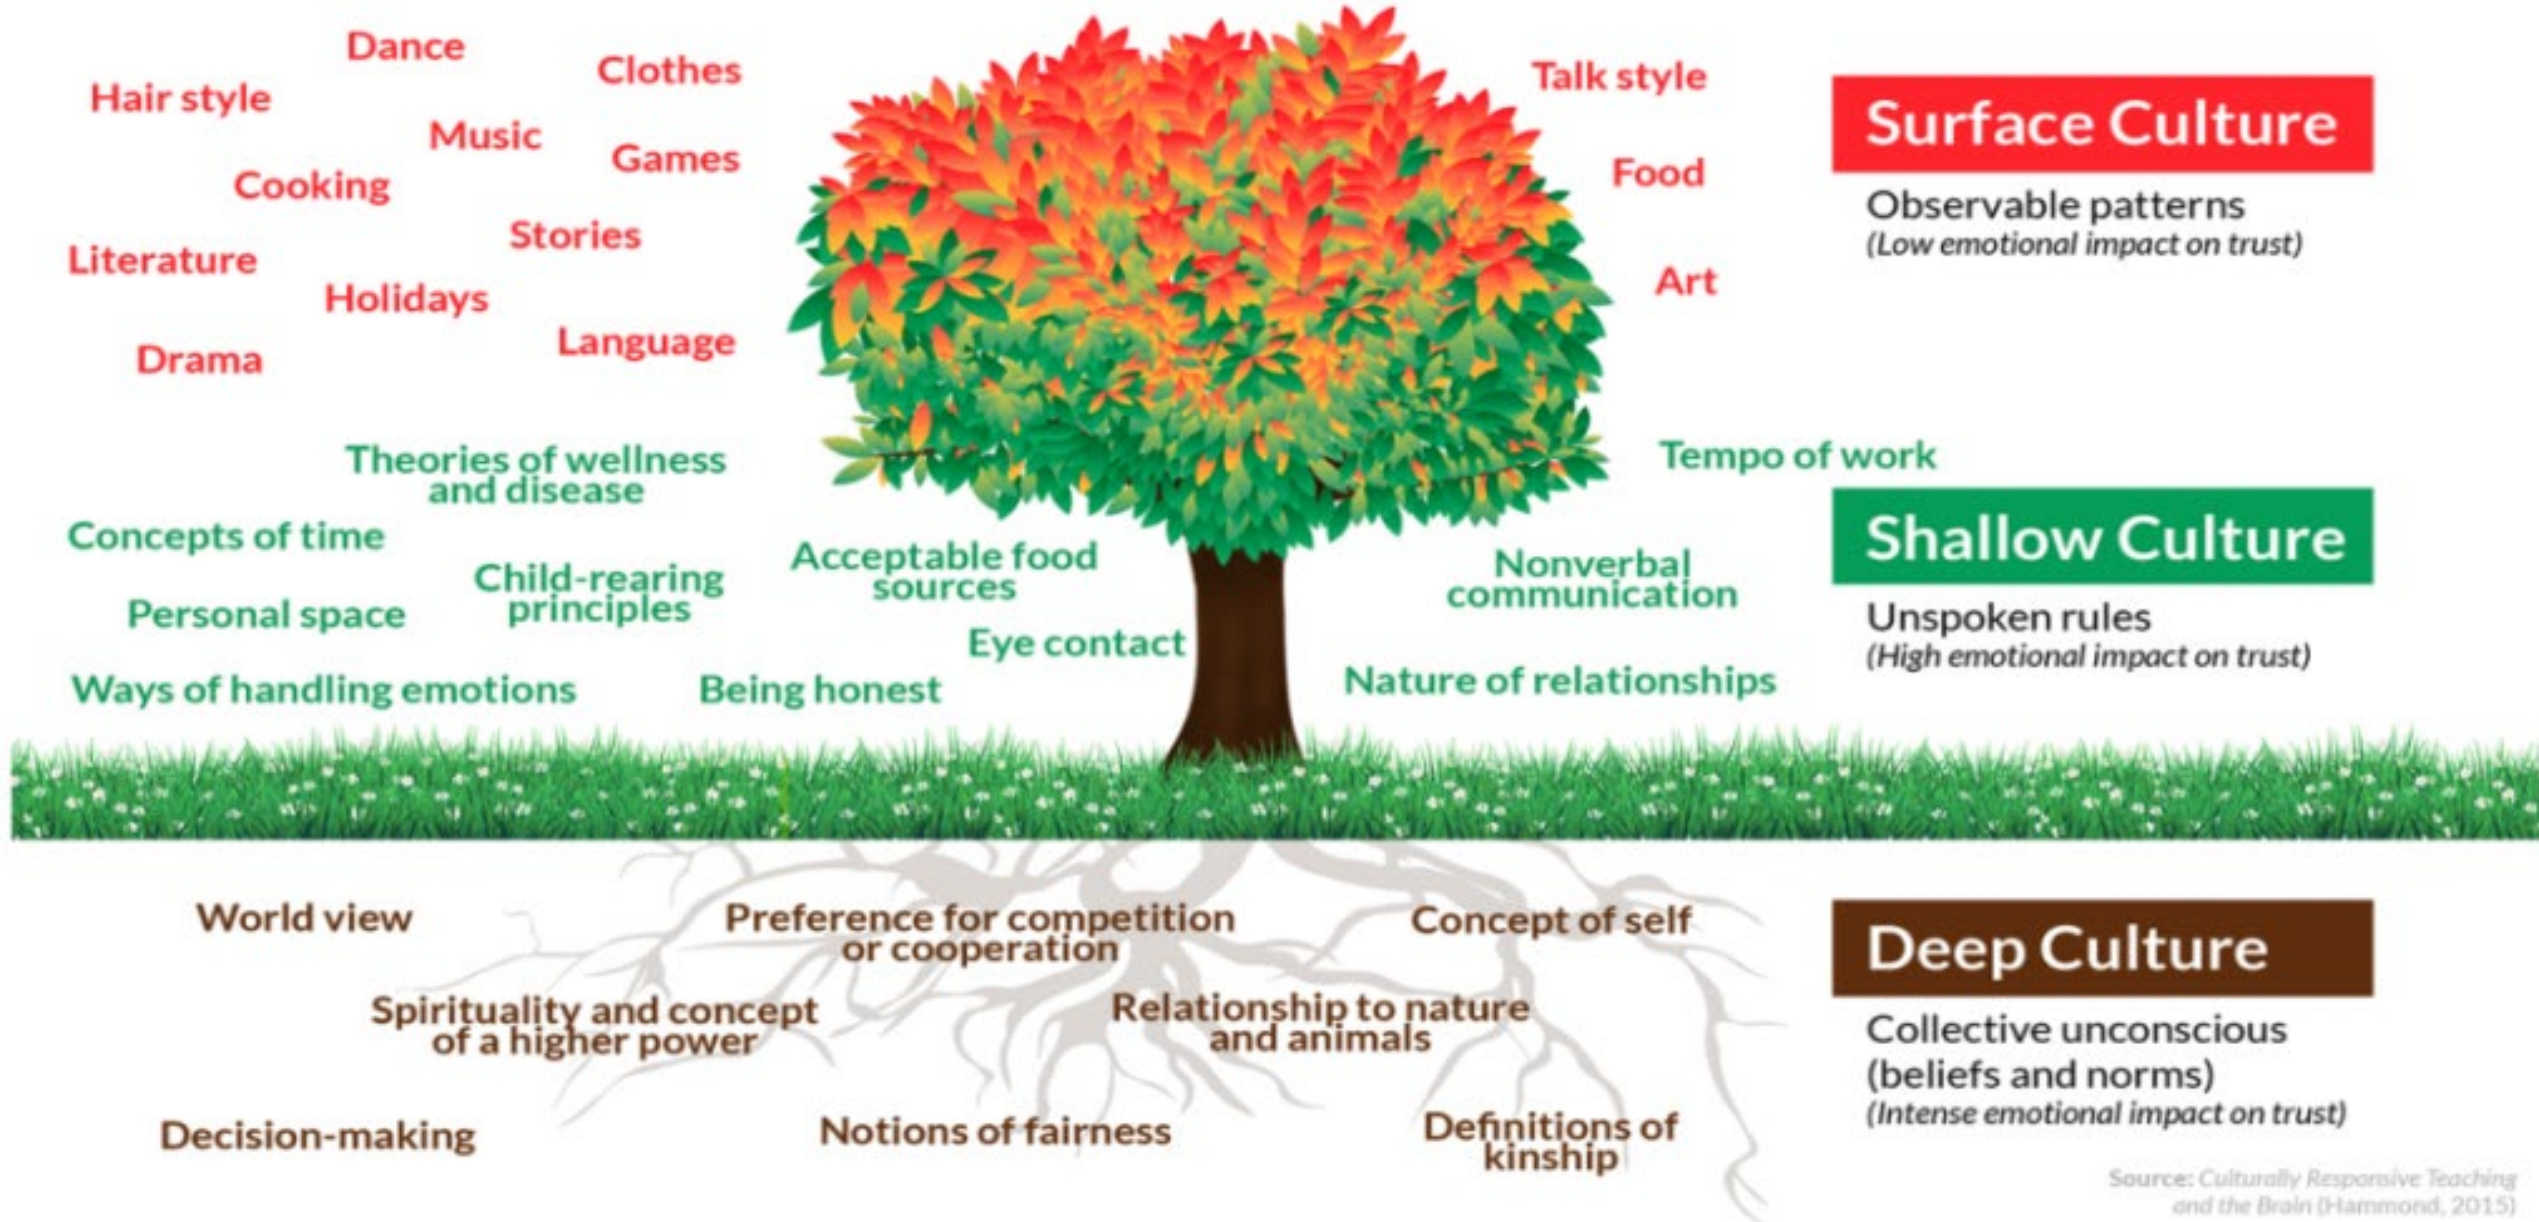 Dance
Clothes
Hair style
Music
Games
Cooking
Stories
Literature
Holidays
Language
Drama
Talk style
Food
Art
Surface Culture
Observable patterns
(Low emotional impact on trust)
Theories of wellness
and disease
Concepts of time
Child-rearing
principles
Personal space
Acceptable food
sources
Eye contact
Ways of handling emotions
Being honest
Tempo of work
Nonverbal
communication
Nature of relationships
Shallow Culture
Unspoken rules
(High emotional impact on trust)
World view
Preference for competition
or cooperation
Concept of self
Spirituality and concept
of a higher power
Relationship to nature
and animals
Decision-making
Notions of fairness
Definitions of
kinship
Deep Culture
Collective unconscious
(beliefs and norms)
(Intense emotional impact on trust)
Source: Culturally Responsive Teaching
and the Brain (Hammond, 2015)